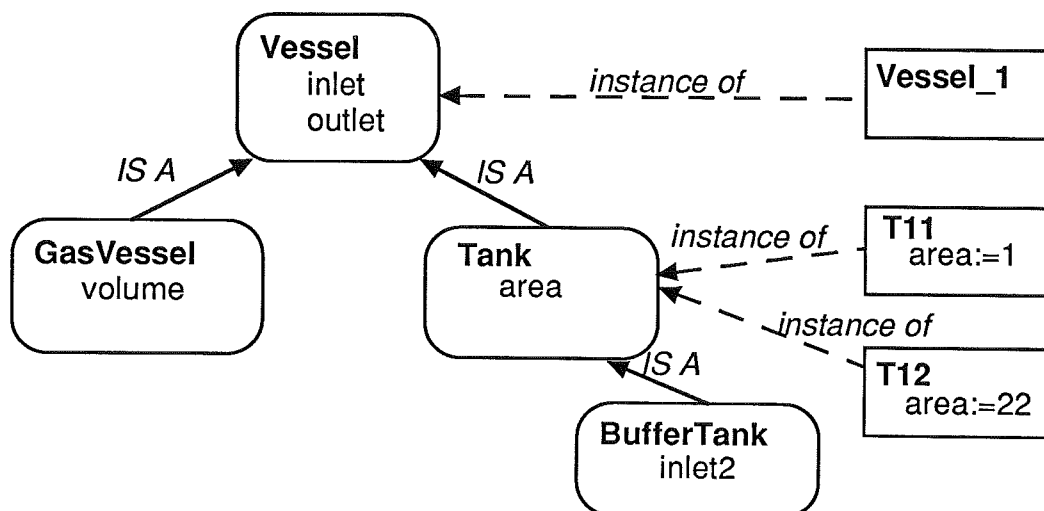 Vessel
inlet
outlet
instance of
Vessel_1
IS A
IS A
GasVessel
volume
Tank
area
instance of
T11
area:=1
instance of
T12
area:=22
IS A
BufferTank
inlet2